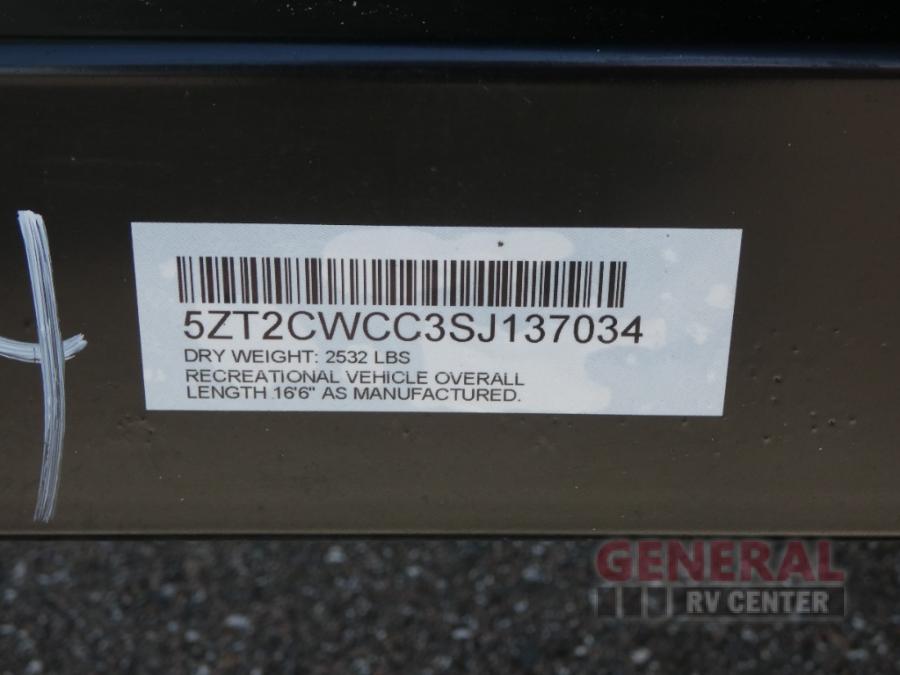 5ZT2CWCC3SJ137034
DRY WEIGHT: 2532 LBS
RECREATIONAL VEHICLE OVERALL
LENGTH 16'6" AS MANUFACTURED.
GENERAL
RV CENTER